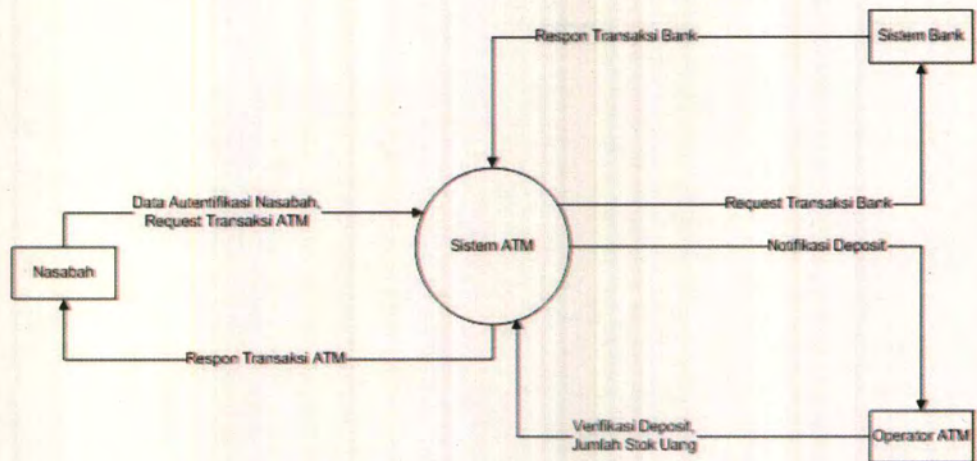 Respon Transaksi Bank
Sistem Bank
Data Autentifikasi Nasabah,
Request Transaksi ATM
Request Transaksi Bank
Sistem ATM
Notifikasi Deposit
Nasabah
Respon Transaksi ATM
Verifikasi Deposit,
Jumlah Stok Uang
Operator ATM